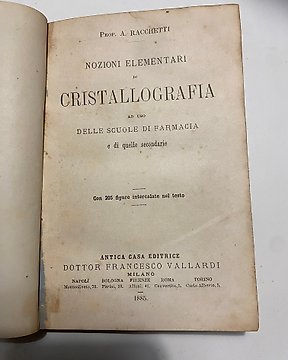 Prof. A. RACCHETTI
NOZIONI ELEMENTARI
DI
CRISTALLOGRAFIA
AD USO
DELLE SCUOLE DI FARMACIA
e di quelle secondarie
Con 205 figure intercalate nel testo
ANTICA CASA EDITRICE
DOTTOR FRANCESCO VALLARDI
MILANO
NAPOLI BOLOGNA FIRENZE ROMA TORINO
1885.